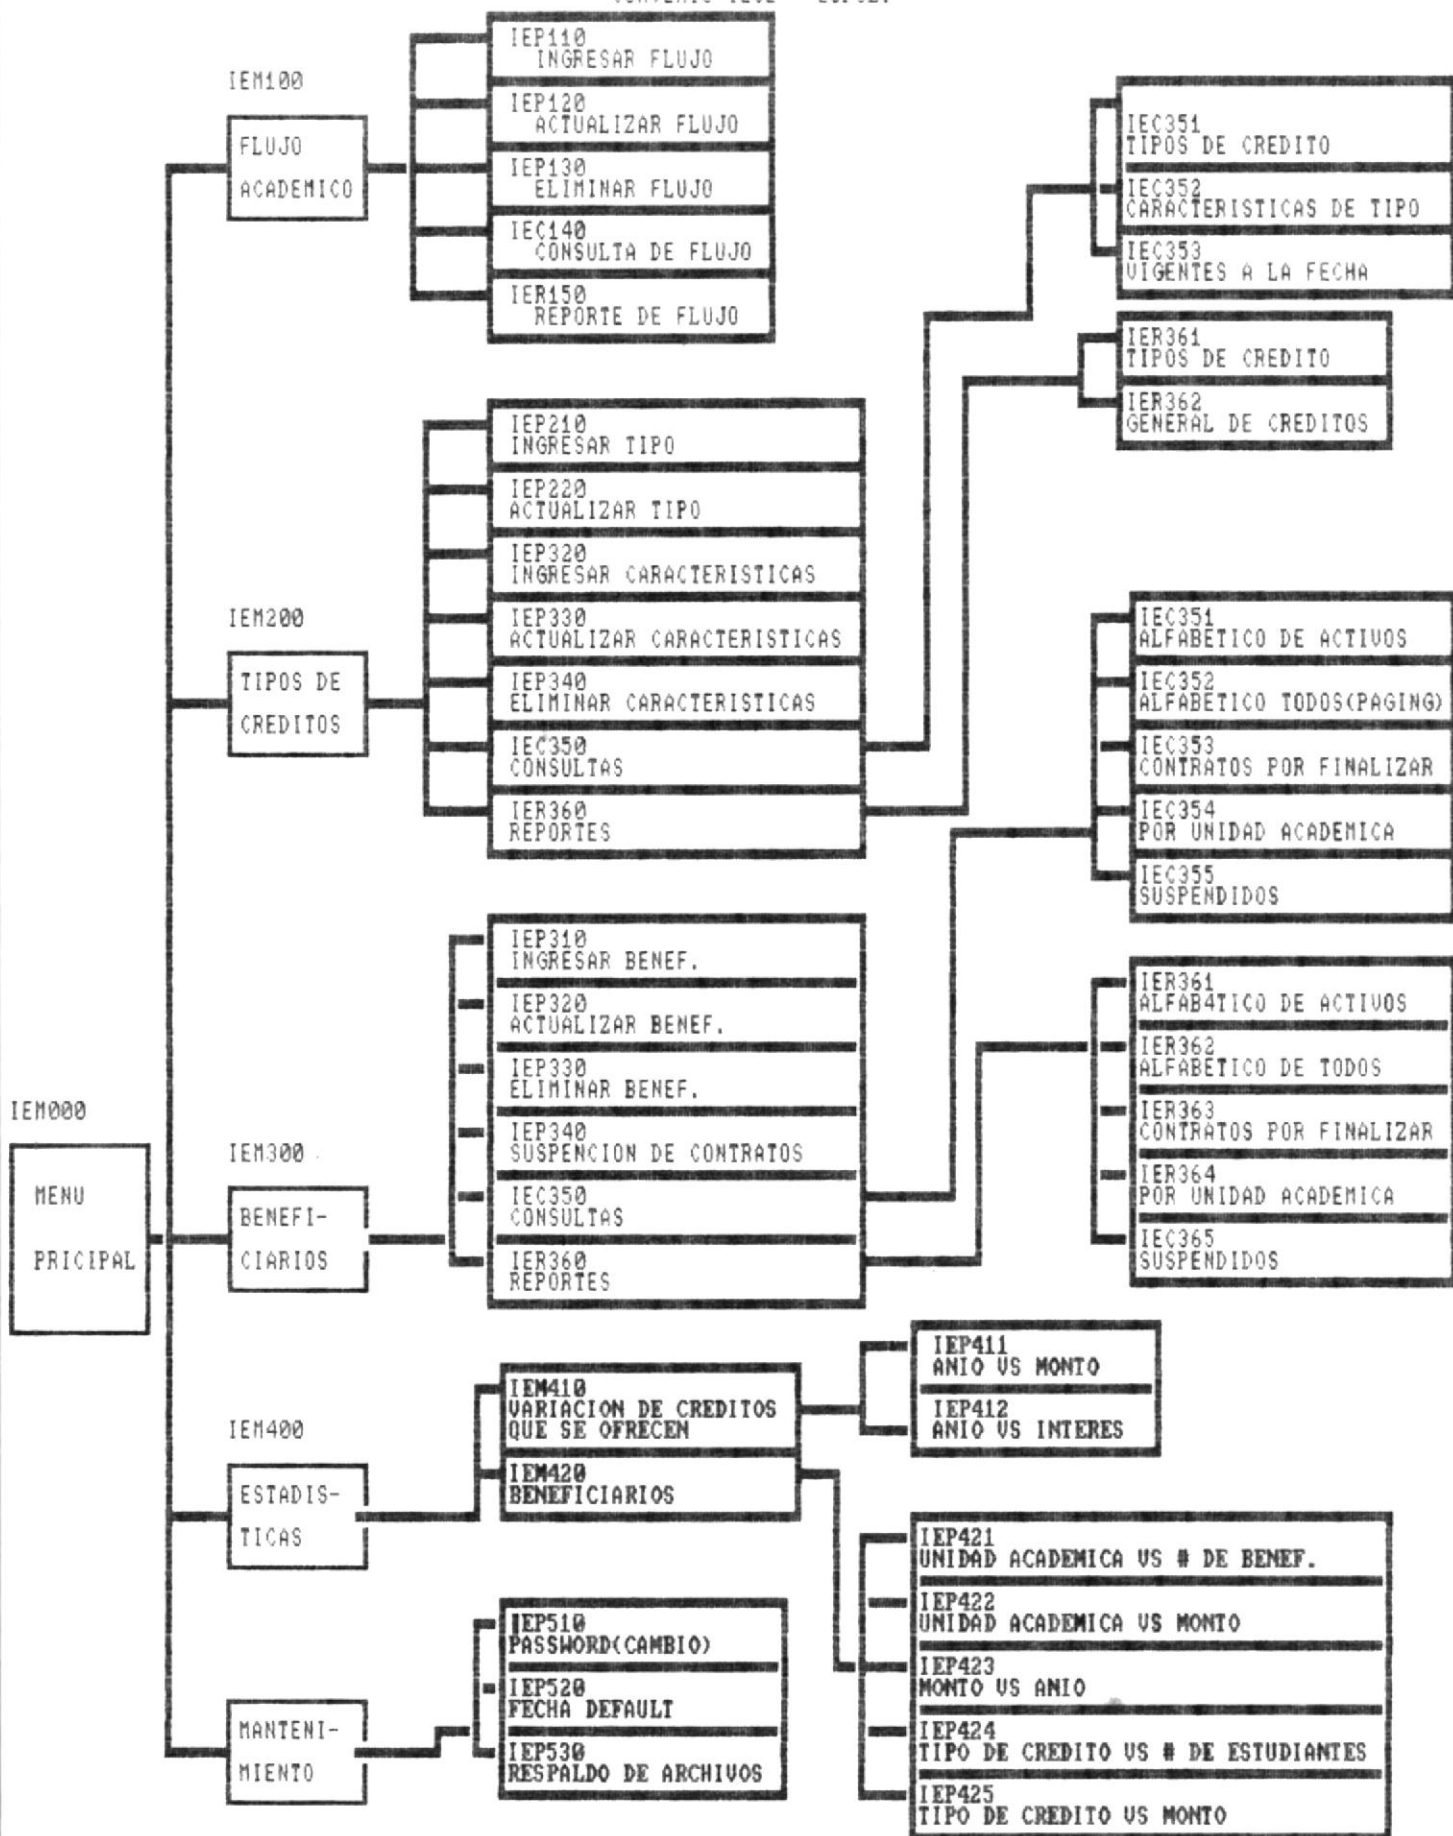 IEM000
MENU
PRICIPAL
IEM100
FLUJO
ACADEMICO
IEP110
INGRESAR FLUJO
IEP120
ACTUALIZAR FLUJO
IEP130
ELIMINAR FLUJO
IEC140
CONSULTA DE FLUJO
IER150
REPORTE DE FLUJO
IEM200
TIPOS DE
CREDITOS
IEP210
INGRESAR TIPO
IEP220
ACTUALIZAR TIPO
IEP320
INGRESAR CARACTERISTICAS
IEP330
ACTUALIZAR CARACTERISTICAS
IEP340
ELIMINAR CARACTERISTICAS
IEC350
CONSULTAS
IER360
REPORTES
IEC351
TIPOS DE CREDITO
IEC352
CARACTERISTICAS DE TIPO
IEC353
VIGENTES A LA FECHA
IER361
TIPOS DE CREDITO
IER362
GENERAL DE CREDITOS
IEM300
BENEFI-
CIARIOS
IEP310
INGRESAR BENEF.
IEP320
ACTUALIZAR BENEF.
IEP330
ELIMINAR BENEF.
IEP340
SUSPENCION DE CONTRATOS
IEC350
CONSULTAS
IER360
REPORTES
IEC351
ALFABETICO DE ACTIVOS
IEC352
ALFABETICO TODOS(PAGING)
IEC353
CONTRATOS POR FINALIZAR
IEC354
POR UNIDAD ACADEMICA
IEC355
SUSPENDIDOS
IER361
ALFAB4TICO DE ACTIVOS
IER362
ALFABETICO DE TODOS
IER363
CONTRATOS POR FINALIZAR
IER364
POR UNIDAD ACADEMICA
IEC365
SUSPENDIDOS
IEM400
ESTADIS-
TICAS
IEM410
VARIACION DE CREDITOS
QUE SE OFRECEN
IEM420
BENEFICIARIOS
IEP411
ANIO VS MONTO
IEP412
ANIO VS INTERES
IEP421
UNIDAD ACADEMICA VS # DE BENEF.
IEP422
UNIDAD ACADEMICA VS MONTO
IEP423
MONTO VS ANIO
IEP424
TIPO DE CREDITO VS # DE ESTUDIANTES
IEP425
TIPO DE CREDITO VS MONTO
MANTENI-
MIENTO
IEP510
PASSWORD(CAMBIO)
IEP520
FECHA DEFAULT
IEP530
RESPALDO DE ARCHIVOS